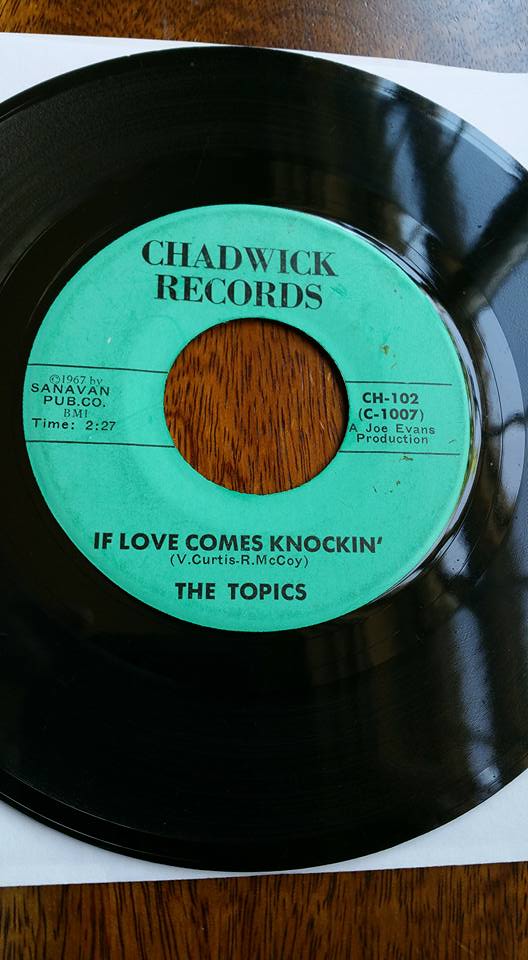 CHADWICK
RECORDS
©1967 by
SANAVAN
PUB.CO.
BMI
Time: 2:27
CH-102
(C-1007)
A Joe Evans
Production
IF LOVE COMES KNOCKIN'
(V.Curtis-R.McCoy)
THE TOPICS